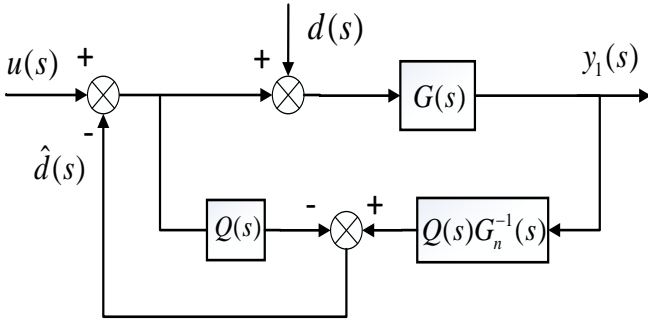 d(s)
u(s)
+
+
y₁(s)
G(s)
-
d̂(s)
-
+
Q(s)
Q(s)Gₙ⁻¹(s)